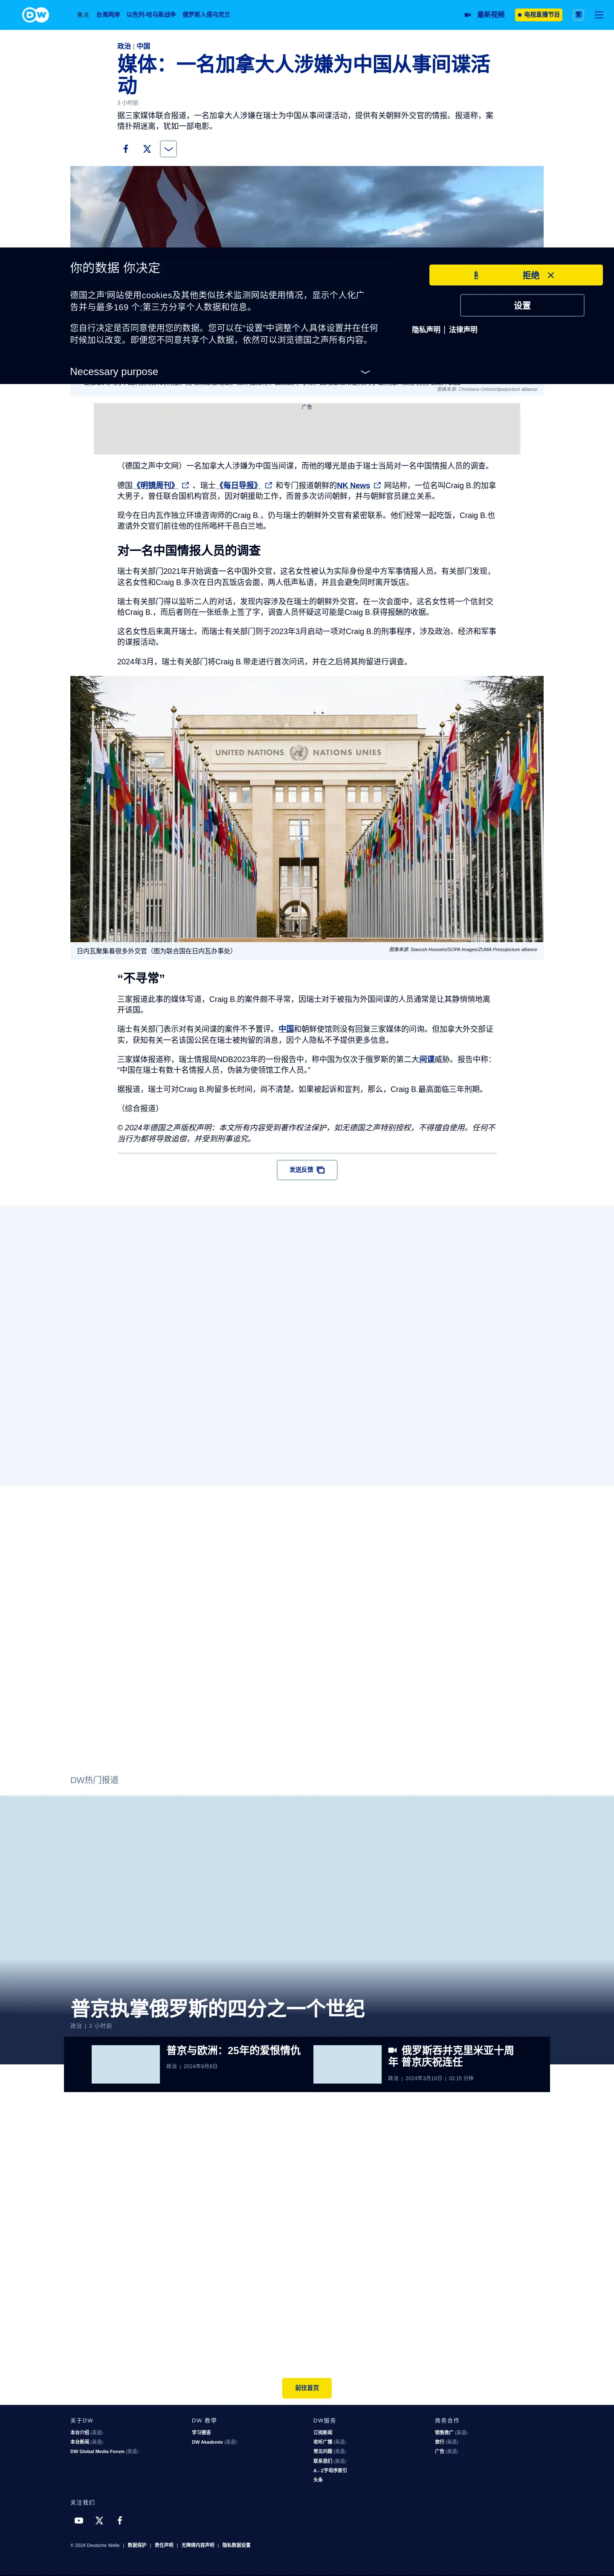 DW
焦点 台海两岸 以色列-哈马斯战争 俄罗斯入侵乌克兰 最新视频 电视直播节目 繁
政治 | 中国
媒体：一名加拿大人涉嫌为中国从事间谍活
动
3 小时前
据三家媒体联合报道，一名加拿大人涉嫌在瑞士为中国从事间谍活动，提供有关朝鲜外交官的情报。报道称，案
情扑朔迷离，犹如一部电影。
你的数据 你决定
德国之声网站使用cookies及其他类似技术监测网站使用情况，显示个人化广
告并与最多169 个;第三方分享个人数据和信息。
您自行决定是否同意使用您的数据。您可以在“设置”中调整个人具体设置并在任何
时候加以改变。即便您不同意共享个人数据，依然可以浏览德国之声所有内容。
Necessary purpose
拒绝
设置
隐私声明 | 法律声明
图像来源: Christiane Oelrich/dpa/picture alliance
广告
（德国之声中文网）一名加拿大人涉嫌为中国当间谍，而他的曝光是由于瑞士当局对一名中国情报人员的调查。
德国《明镜周刊》 、瑞士《每日导报》 和专门报道朝鲜的NK News 网站称，一位名叫Craig B.的加拿
大男子，曾任联合国机构官员，因对朝援助工作，而曾多次访问朝鲜，并与朝鲜官员建立关系。
现今在日内瓦作独立环境咨询师的Craig B.，仍与瑞士的朝鲜外交官有紧密联系。他们经常一起吃饭，Craig B.也
邀请外交官们前往他的住所喝杯干邑白兰地。
对一名中国情报人员的调查
瑞士有关部门2021年开始调查一名中国外交官，这名女性被认为实际身份是中方军事情报人员。有关部门发现，
这名女性和Craig B.多次在日内瓦饭店会面，两人低声私语，并且会避免同时离开饭店。
瑞士有关部门得以监听二人的对话，发现内容涉及在瑞士的朝鲜外交官。在一次会面中，这名女性将一个信封交
给Craig B.，而后者则在一张纸条上签了字，调查人员怀疑这可能是Craig B.获得报酬的收据。
这名女性后来离开瑞士。而瑞士有关部门则于2023年3月启动一项对Craig B.的刑事程序，涉及政治、经济和军事
的谍报活动。
2024年3月，瑞士有关部门将Craig B.带走进行首次问讯，并在之后将其拘留进行调查。
UNITED NATIONS NATIONS UNIES
日内瓦聚集着很多外交官（图为联合国在日内瓦办事处）
图像来源: Siavosh Hosseini/SOPA Images/ZUMA Press/picture alliance
“不寻常”
三家报道此事的媒体写道，Craig B.的案件颇不寻常，因瑞士对于被指为外国间谍的人员通常是让其静悄悄地离
开该国。
瑞士有关部门表示对有关间谍的案件不予置评。中国和朝鲜使馆则没有回复三家媒体的问询。但加拿大外交部证
实，获知有关一名该国公民在瑞士被拘留的消息，因个人隐私不予提供更多信息。
三家媒体报道称，瑞士情报局NDB2023年的一份报告中，称中国为仅次于俄罗斯的第二大间谍威胁。报告中称：
“中国在瑞士有数十名情报人员，伪装为使领馆工作人员。”
据报道，瑞士可对Craig B.拘留多长时间，尚不清楚。如果被起诉和宣判，那么，Craig B.最高面临三年刑期。
（综合报道）
© 2024年德国之声版权声明：本文所有内容受到著作权法保护，如无德国之声特别授权，不得擅自使用。任何不
当行为都将导致追偿，并受到刑事追究。
发送反馈
DW热门报道
普京执掌俄罗斯的四分之一个世纪
政治 | 2 小时前
普京与欧洲：25年的爱恨情仇
政治 | 2024年8月8日
俄罗斯吞并克里米亚十周
年 普京庆祝连任
政治 | 2024年3月19日 | 02:15 分钟
前往首页
关于DW
本台介绍 (英语)
本台新闻 (英语)
DW Global Media Forum (英语)
DW 教學
学习德语
DW Akademie (英语)
DW服务
订阅新闻
收听广播 (英语)
常见问题 (英语)
联系我们 (英语)
A - Z字母序索引
头条
商务合作
销售推广 (英语)
旅行 (英语)
广告 (英语)
关注我们
© 2024 Deutsche Welle | 数据保护 | 责任声明 | 无障碍内容声明 | 隐私数据设置